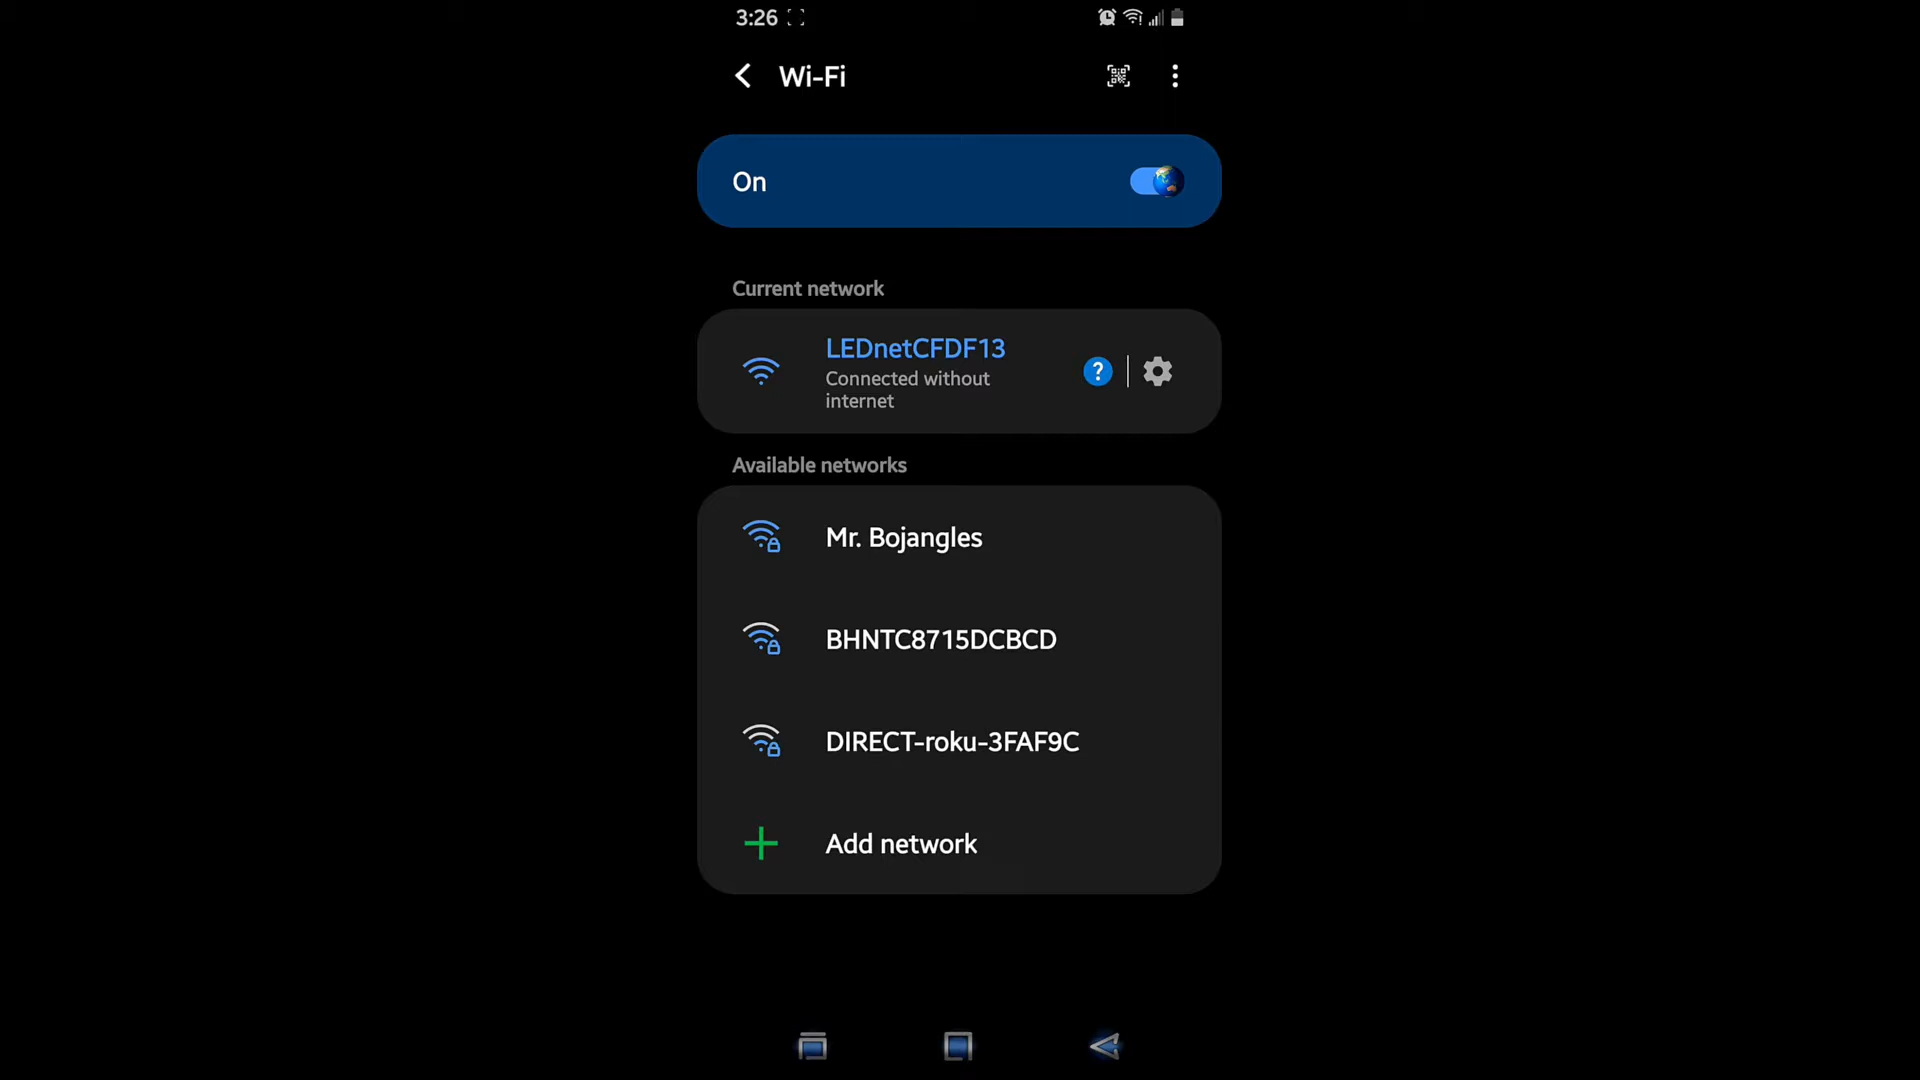 3:26
Wi-Fi
On
Current network
LEDnetCFDF13
Connected without
internet
?
Available networks
Mr. Bojangles
BHNTC8715DCBCD
DIRECT-roku-3FAF9C
Add network